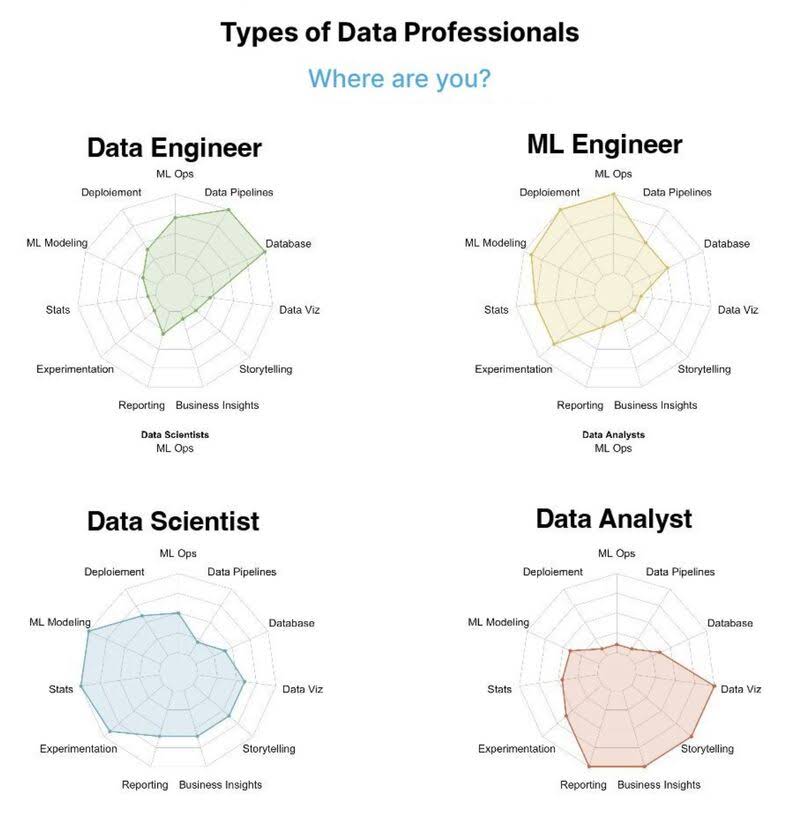 Types of Data Professionals
Where are you?
Data Engineer
ML Ops
Deploiement
Data Pipelines
ML Modeling
Database
Stats
Data Viz
Experimentation
Storytelling
Reporting
Business Insights
Data Scientists
ML Ops
ML Engineer
ML Ops
Deploiement
Data Pipelines
ML Modeling
Database
Stats
Data Viz
Experimentation
Storytelling
Reporting
Business Insights
Data Analysts
ML Ops
Data Scientist
ML Ops
Deploiement
Data Pipelines
ML Modeling
Database
Stats
Data Viz
Experimentation
Storytelling
Reporting
Business Insights
Data Analyst
ML Ops
Deploiement
Data Pipelines
ML Modeling
Database
Stats
Data Viz
Experimentation
Storytelling
Reporting
Business Insights